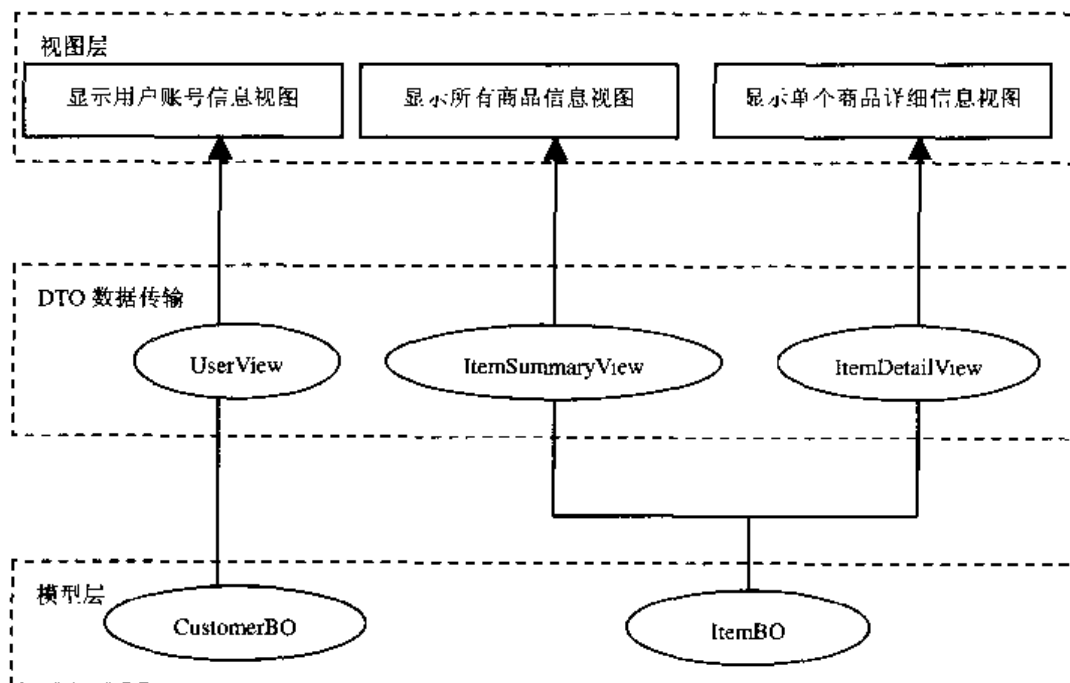 视图层
显示用户账号信息视图
显示所有商品信息视图
显示单个商品详细信息视图
DTO 数据传输
UserView
ItemSummaryView
ItemDetailView
模型层
CustomerBO
ItemBO